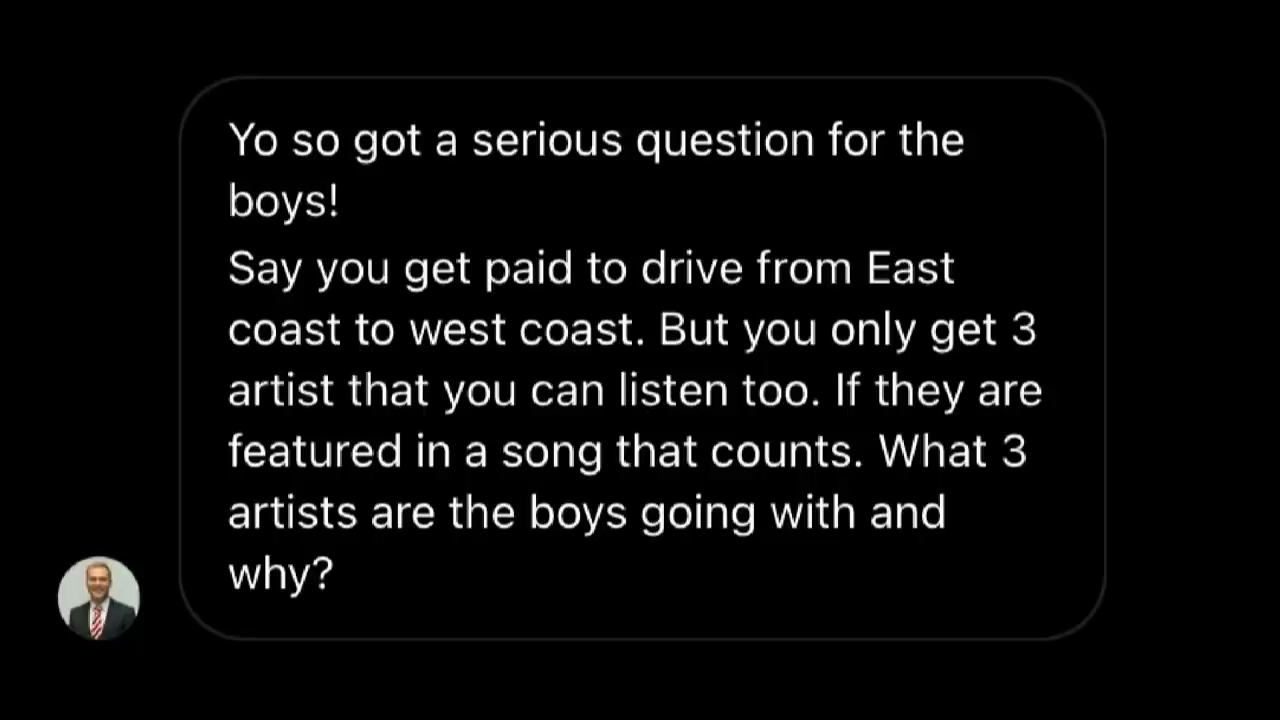 Yo so got a serious question for the
boys!
Say you get paid to drive from East
coast to west coast. But you only get 3
artist that you can listen too. If they are
featured in a song that counts. What 3
artists are the boys going with and
why?